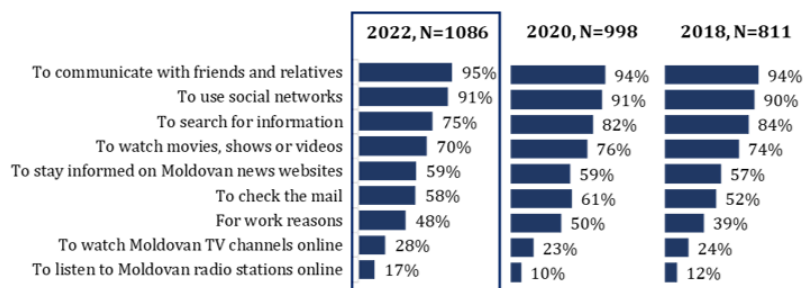 2022, N=1086 2020, N=998 2018, N=811
To communicate with friends and relatives 95% 94% 94%
To use social networks 91% 91% 90%
To search for information 75% 82% 84%
To watch movies, shows or videos 70% 76% 74%
To stay informed on Moldovan news websites 59% 59% 57%
To check the mail 58% 61% 52%
For work reasons 48% 50% 39%
To watch Moldovan TV channels online 28% 23% 24%
To listen to Moldovan radio stations online 17% 10% 12%